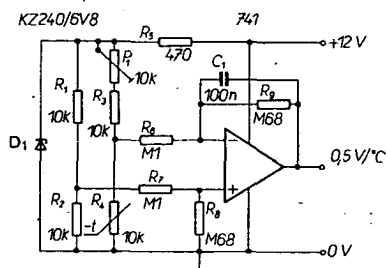 KZ240/6V8
741
R5
470
+12 V
P1
10k
C1
100n
R1
10k
R3
10k
R9
M68
D1
R6
M1
−
0,5 V/°C
R7
M1
+
R2
10k
-t
R4
10k
R8
M68
0 V